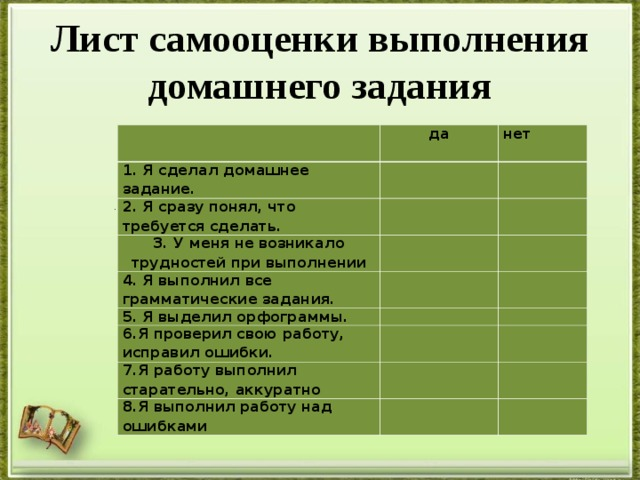 Лист самооценки выполнения
домашнего задания
да нет
1. Я сделал домашнее
задание.
2. Я сразу понял, что
требуется сделать.
3. У меня не возникало
трудностей при выполнении
4. Я выполнил все
грамматические задания.
5. Я выделил орфограммы.
6.Я проверил свою работу,
исправил ошибки.
7.Я работу выполнил
старательно, аккуратно
8.Я выполнил работу над
ошибками